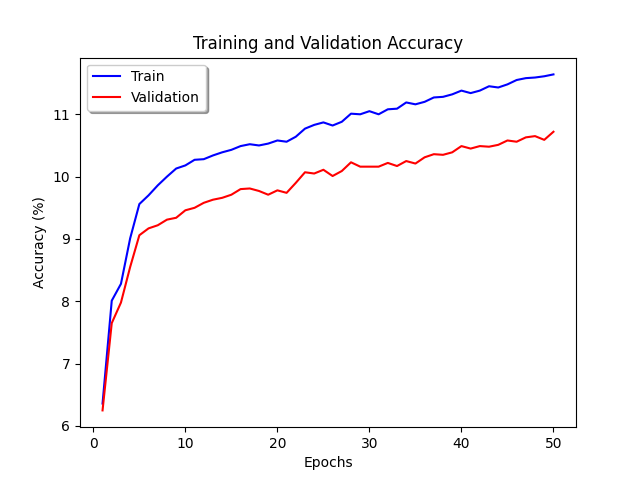 Training and Validation Accuracy
Train
Validation
11
10
9
8
7
6
Accuracy (%)
0 10 20 30 40 50
Epochs